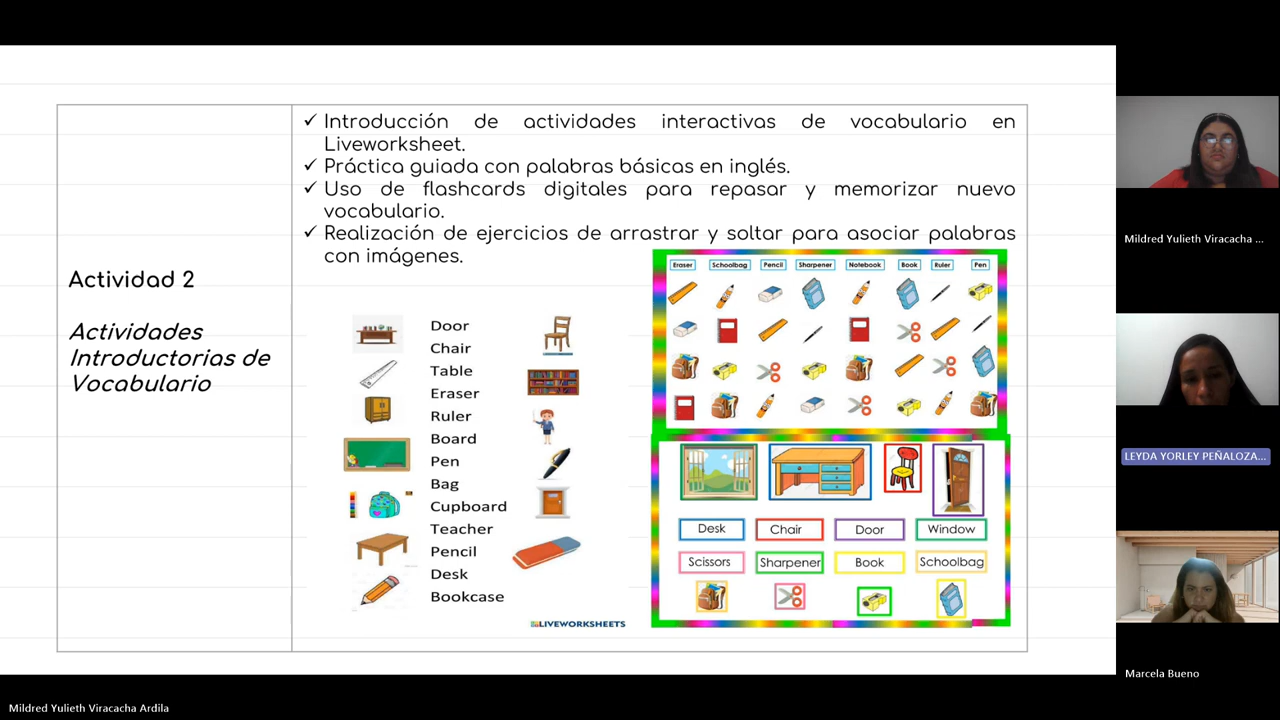 Actividad 2
Actividades
Introductorias de
Vocabulario
✓ Introducción de actividades interactivas de vocabulario en
Liveworksheet.
✓ Práctica guiada con palabras básicas en inglés.
✓ Uso de flashcards digitales para repasar y memorizar nuevo
vocabulario.
✓ Realización de ejercicios de arrastrar y soltar para asociar palabras
con imágenes.
Door
Chair
Table
Eraser
Ruler
Board
Pen
Bag
Cupboard
Teacher
Pencil
Desk
Bookcase
LIVEWORKSHEETS
Eraser Schoolbag Pencil Sharpener Notebook Book Ruler Pen
Desk Chair Door Window
Scissors Sharpener Book Schoolbag
Mildred Yulieth Viracacha ...
LEYDA YORLEY PEÑALOZA...
Marcela Bueno
Mildred Yulieth Viracacha Ardila